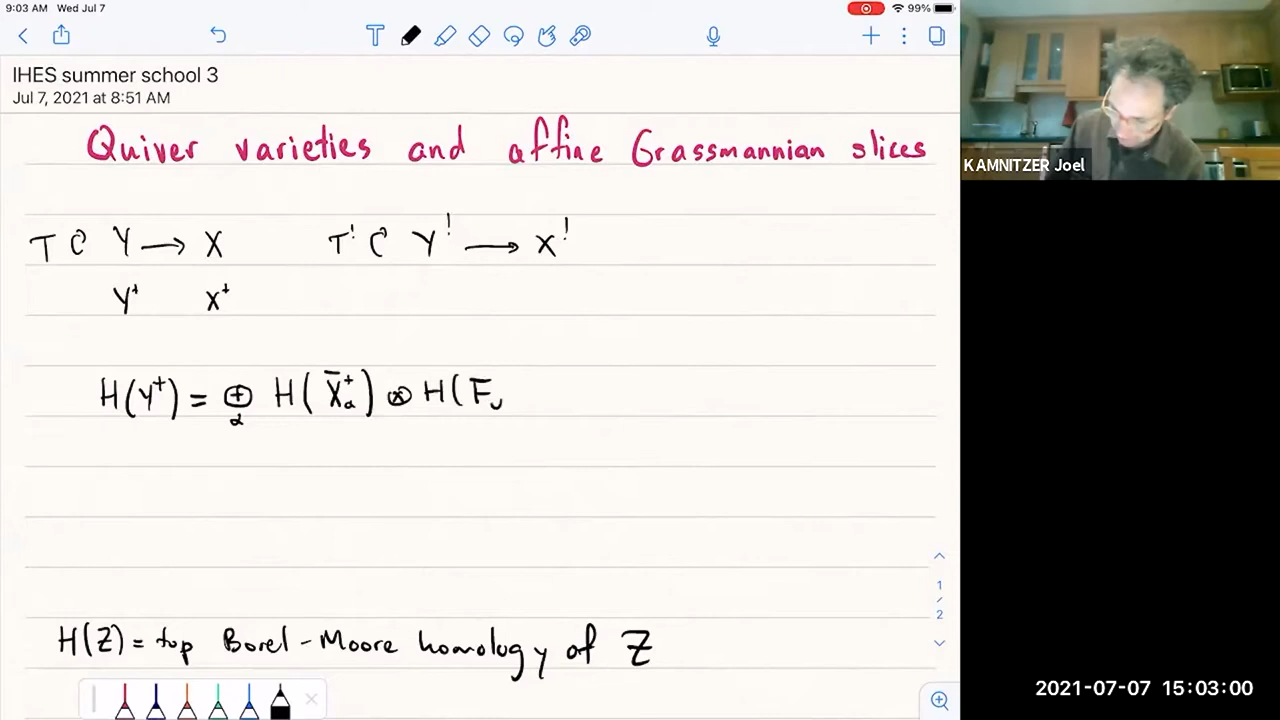 9:03 AM Wed Jul 7
99%
IHES summer school 3
Jul 7, 2021 at 8:51 AM
Quiver varieties and affine Grassmannian slices
T ↻ Y → X T! ↻ Y! → X!
Y⁺ X⁺
H(Y⁺) = ⊕_α H(X̄_α⁺) ⊗ H(F
H(Z) = top Borel-Moore homology of Z
1
2
KAMNITZER Joel
2021-07-07 15:03:00